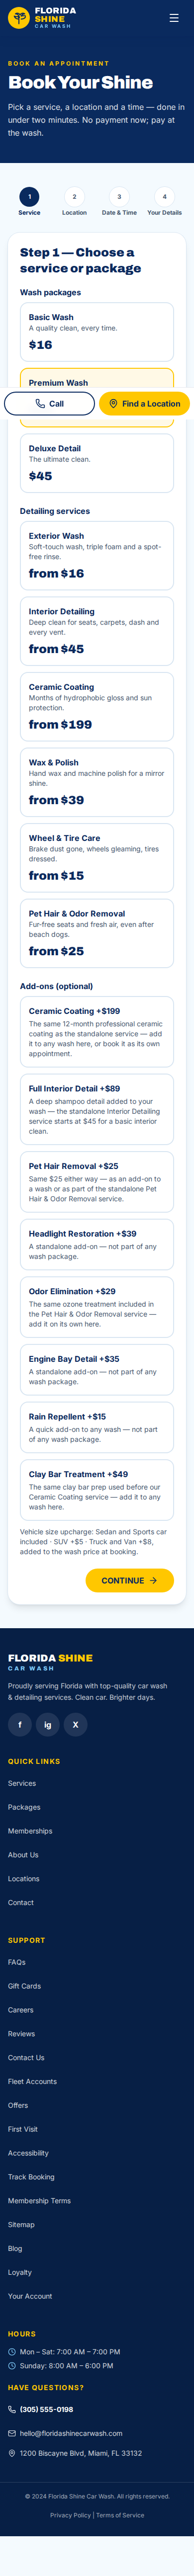 FLORIDA
SHINE
CAR WASH
BOOK AN APPOINTMENT
Book Your Shine
Pick a service, a location and a time — done in
under two minutes. No payment now; pay at
the wash.
1
2
3
4
Service
Location
Date & Time
Your Details
Step 1 — Choose a
service or package
Wash packages
Basic Wash
A quality clean, every time.
$16
Premium Wash
Call
Find a Location
Deluxe Detail
The ultimate clean.
$45
Detailing services
Exterior Wash
Soft-touch wash, triple foam and a spot-
free rinse.
from $16
Interior Detailing
Deep clean for seats, carpets, dash and
every vent.
from $45
Ceramic Coating
Months of hydrophobic gloss and sun
protection.
from $199
Wax & Polish
Hand wax and machine polish for a mirror
shine.
from $39
Wheel & Tire Care
Brake dust gone, wheels gleaming, tires
dressed.
from $15
Pet Hair & Odor Removal
Fur-free seats and fresh air, even after
beach dogs.
from $25
Add-ons (optional)
Ceramic Coating +$199
The same 12-month professional ceramic
coating as the standalone service — add
it to any wash here, or book it as its own
appointment.
Full Interior Detail +$89
A deep shampoo detail added to your
wash — the standalone Interior Detailing
service starts at $45 for a basic interior
clean.
Pet Hair Removal +$25
Same $25 either way — as an add-on to
a wash or as part of the standalone Pet
Hair & Odor Removal service.
Headlight Restoration +$39
A standalone add-on — not part of any
wash package.
Odor Elimination +$29
The same ozone treatment included in
the Pet Hair & Odor Removal service —
add it on its own here.
Engine Bay Detail +$35
A standalone add-on — not part of any
wash package.
Rain Repellent +$15
A quick add-on to any wash — not part
of any wash package.
Clay Bar Treatment +$49
The same clay bar prep used before our
Ceramic Coating service — add it to any
wash here.
Vehicle size upcharge: Sedan and Sports car
included · SUV +$5 · Truck and Van +$8,
added to the wash price at booking.
CONTINUE
FLORIDA SHINE
CAR WASH
Proudly serving Florida with top-quality car wash
& detailing services. Clean car. Brighter days.
f
ig
X
QUICK LINKS
Services
Packages
Memberships
About Us
Locations
Contact
SUPPORT
FAQs
Gift Cards
Careers
Reviews
Contact Us
Fleet Accounts
Offers
First Visit
Accessibility
Track Booking
Membership Terms
Sitemap
Blog
Loyalty
Your Account
HOURS
Mon – Sat: 7:00 AM – 7:00 PM
Sunday: 8:00 AM – 6:00 PM
HAVE QUESTIONS?
(305) 555-0198
hello@floridashinecarwash.com
1200 Biscayne Blvd, Miami, FL 33132
© 2024 Florida Shine Car Wash. All rights reserved.
Privacy Policy | Terms of Service